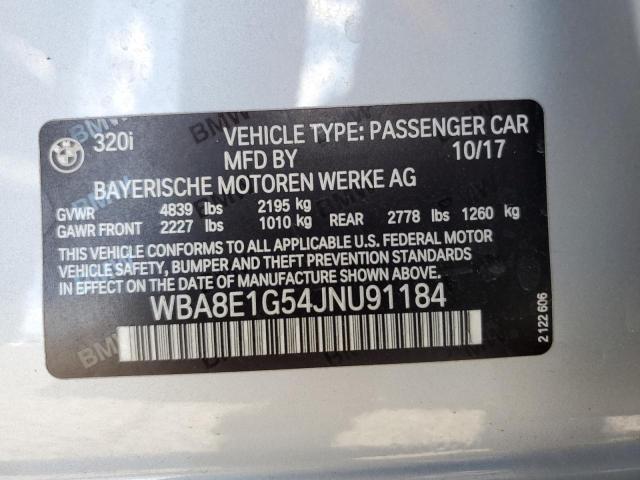 BMW 320i VEHICLE TYPE: PASSENGER CAR
MFD BY 10/17
BAYERISCHE MOTOREN WERKE AG
GVWR 4839 lbs 2195 kg
GAWR FRONT 2227 lbs 1010 kg REAR 2778 lbs 1260 kg
THIS VEHICLE CONFORMS TO ALL APPLICABLE U.S. FEDERAL MOTOR
VEHICLE SAFETY, BUMPER AND THEFT PREVENTION STANDARDS
IN EFFECT ON THE DATE OF MANUFACTURE SHOWN ABOVE.
WBA8E1G54JNU91184
2 122 606